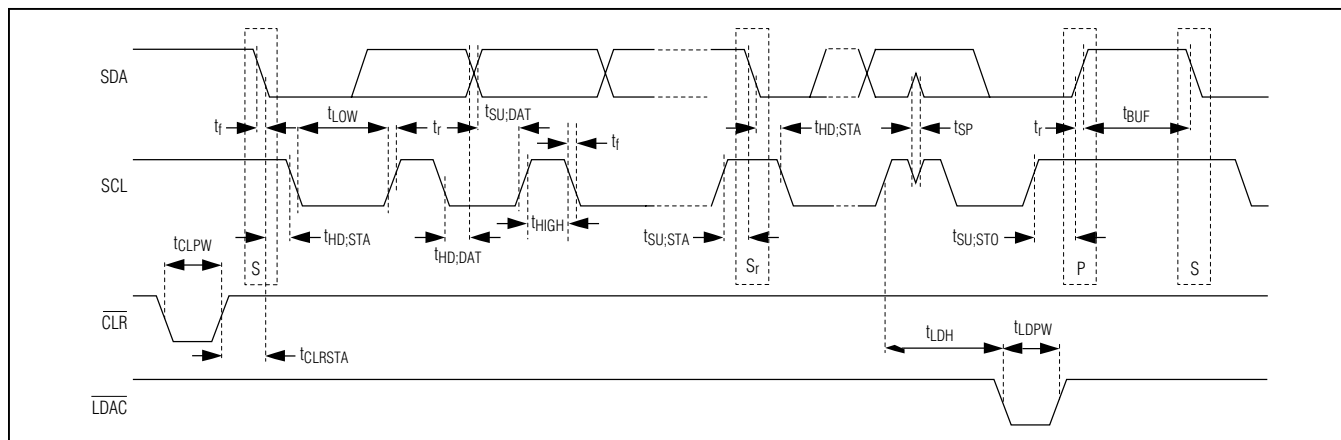 SDA
tLOW
tSU;DAT
tf
tr
tf
tHD;STA
tSP
tr
tBUF
SCL
tHD;STA
tHD;DAT
tHIGH
tSU;STA
tSU;STO
tCLPW
S
Sr
P
S
CLR
tCLRSTA
tLDH
tLDPW
LDAC